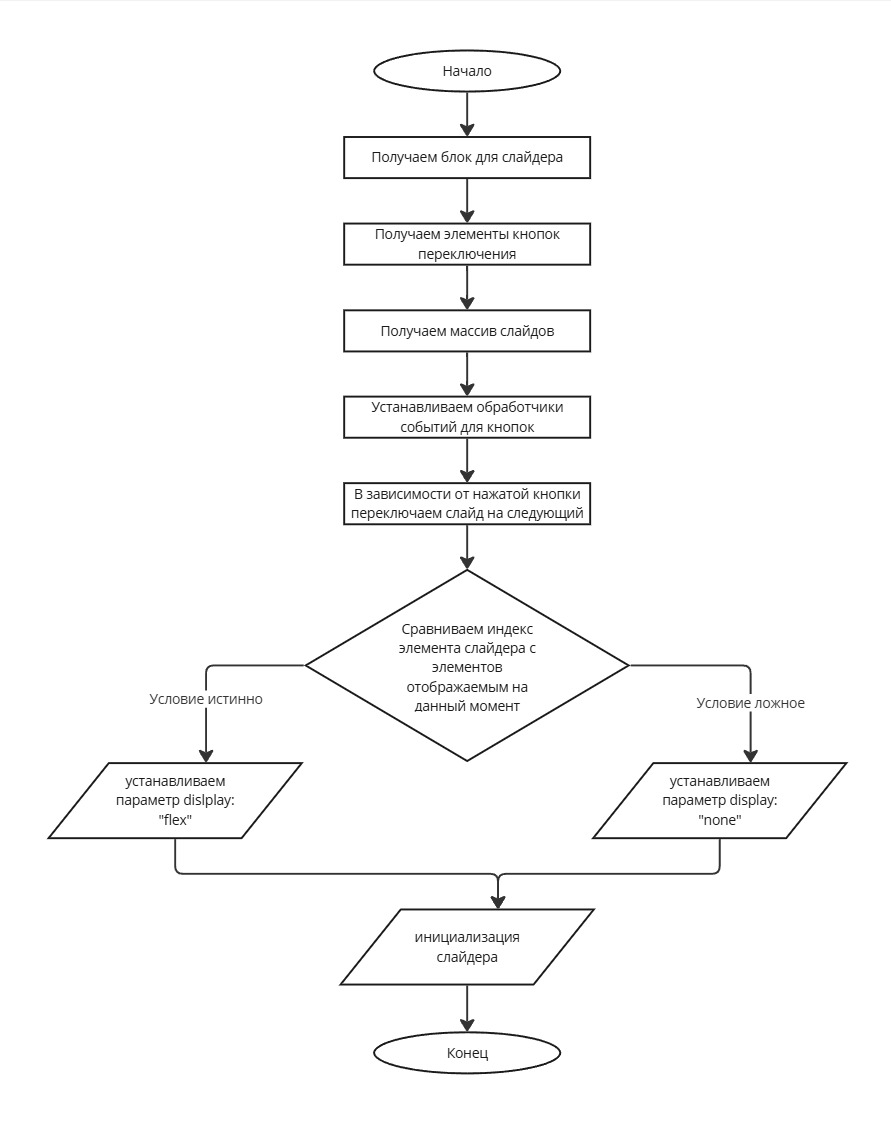 Начало
Получаем блок для слайдера
Получаем элементы кнопок
переключения
Получаем массив слайдов
Устанавливаем обработчики
событий для кнопок
В зависимости от нажатой кнопки
переключаем слайд на следующий
Сравниваем индекс
элемента слайдера с
элементов
отображаемым на
данный момент
Условие истинно
Условие ложное
устанавливаем
параметр dislplay:
"flex"
устанавливаем
параметр display:
"none"
инициализация
слайдера
Конец